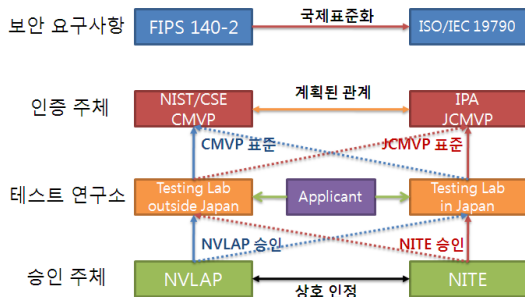 보안 요구사항
FIPS 140-2
국제표준화
ISO/IEC 19790
인증 주체
NIST/CSE
CMVP
계획된 관계
IPA
JCMVP
CMVP 표준
JCMVP 표준
테스트 연구소
Testing Lab
outside Japan
Applicant
Testing Lab
in Japan
NVLAP 승인
NITE 승인
승인 주체
NVLAP
상호 인정
NITE